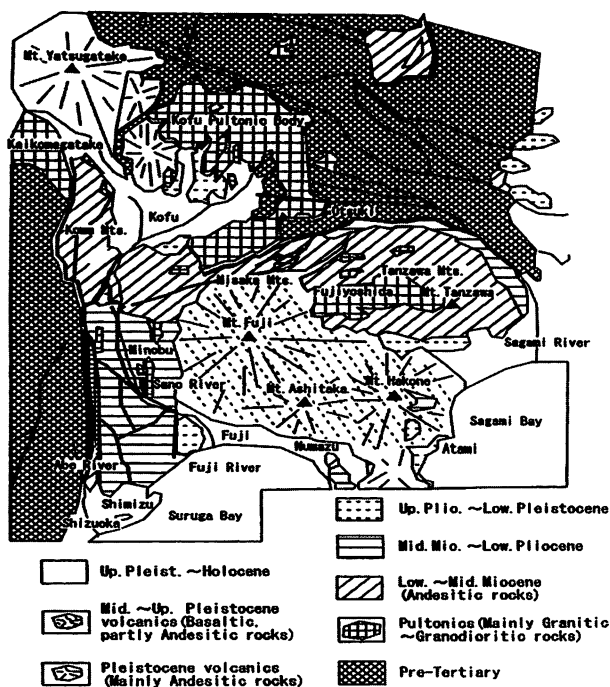 Mt. Yatsugatake
Kaikomagatake
Kofu Pultonic Body
Kofu
Koma Mts.
Otsuki
Misaka Mts.
Tanzawa Mts.
Fujiyoshida
Mt. Tanzawa
Mt. Fuji
Sagami River
Minobu
Sano River
Mt. Ashitaka
Mt. Hakone
Sagami Bay
Fuji
Numazu
Atami
Abe River
Fuji River
Shimizu
Shizuoka
Suruga Bay
Up. Pleist. ~Holocene
Mid. ~Up. Pleistocene
volcanics (Basaltic.
partly Andesitic rocks)
Pleistocene volcanics
(Mainly Andesitic rocks)
Up. Plio. ~Low. Pleistocene
Mid. Mio. ~Low. Pliocene
Low. ~Mid. Miocene
(Andesitic rocks)
Pultonics (Mainly Granitic
~Granodioritic rocks)
Pre-Tertiary